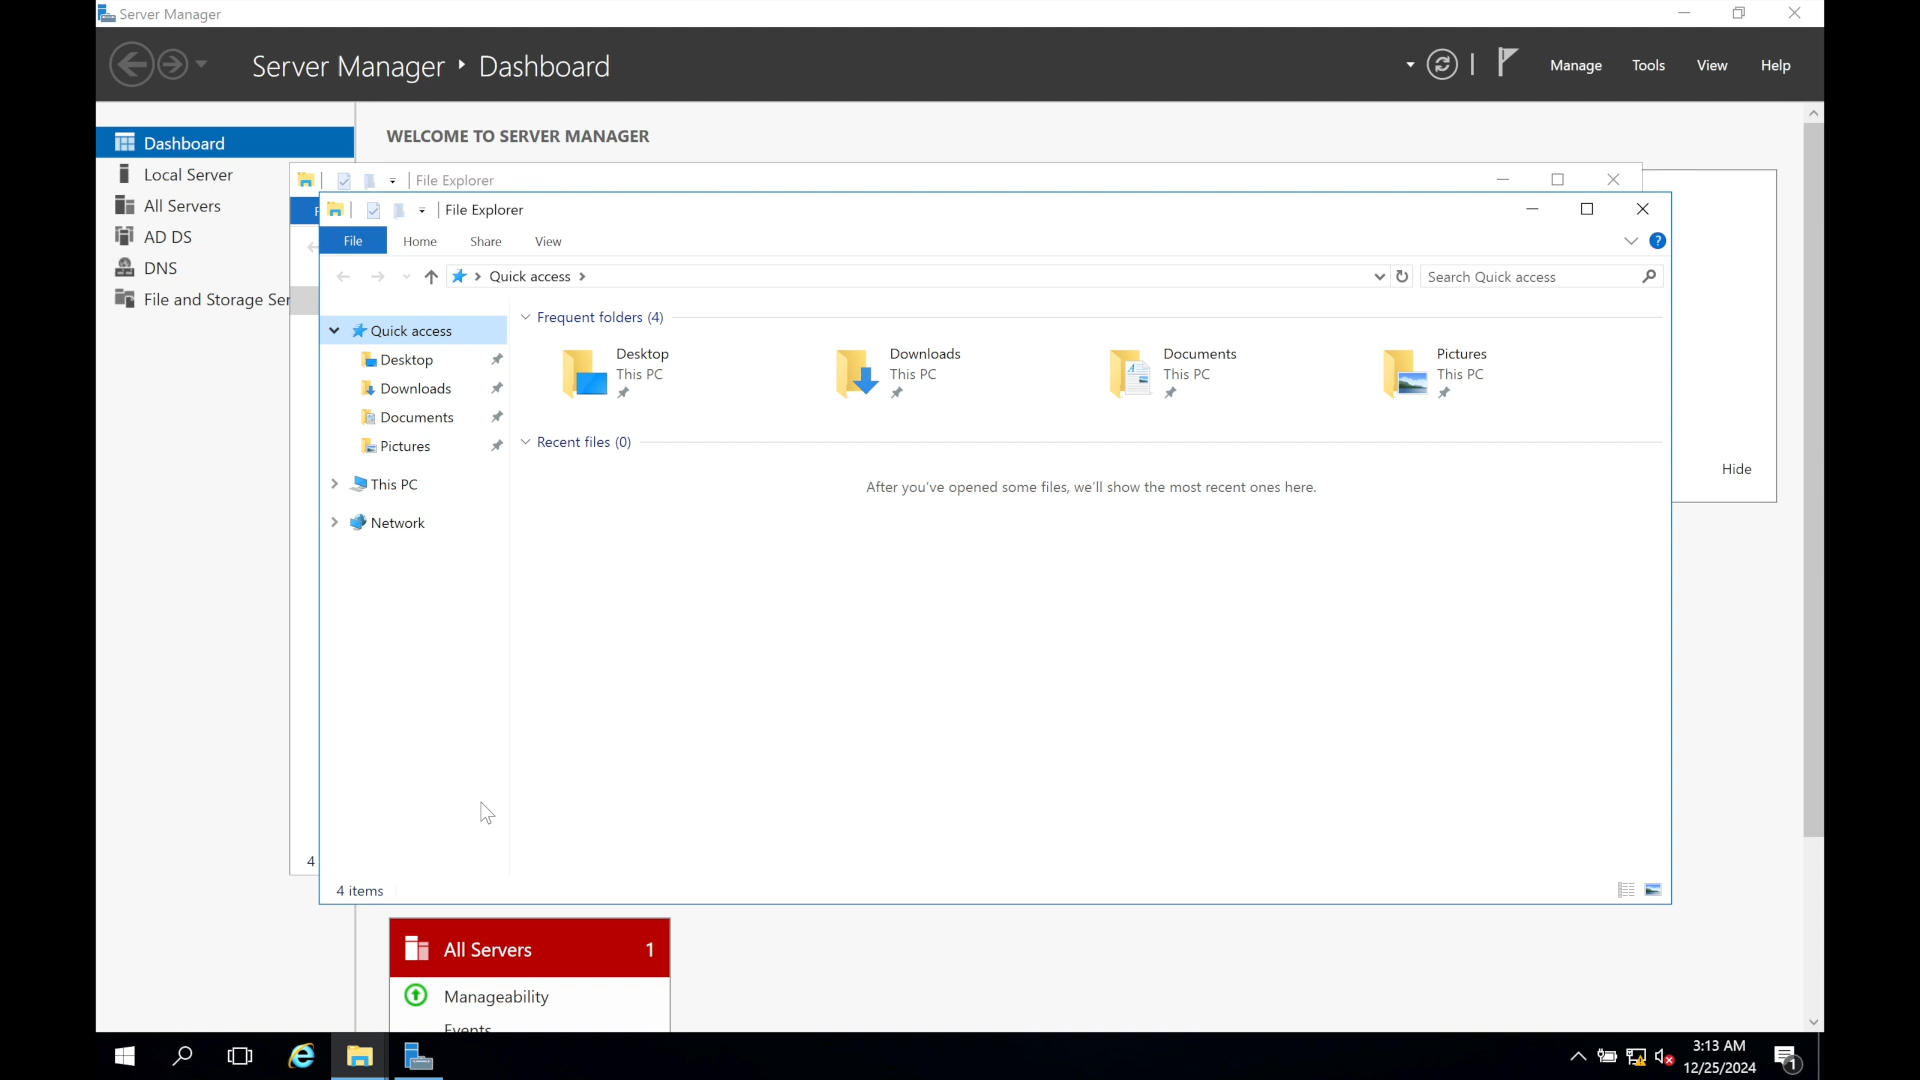 Server Manager
Server Manager ‣ Dashboard
Manage Tools View Help
Dashboard
Local Server
All Servers
AD DS
DNS
File and Storage Ser
WELCOME TO SERVER MANAGER
File Explorer
File Explorer
File Home Share View
Quick access
Search Quick access
Quick access
Desktop
Downloads
Documents
Pictures
This PC
Network
Frequent folders (4)
Desktop
This PC
Downloads
This PC
Documents
This PC
Pictures
This PC
Recent files (0)
After you've opened some files, we'll show the most recent ones here.
Hide
4
4 items
All Servers 1
Manageability
Events
3:13 AM
12/25/2024
1